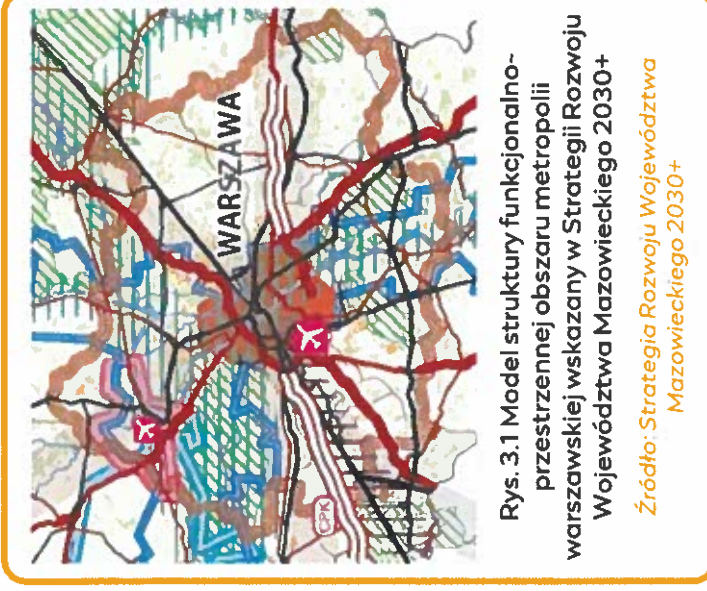 WARSZAWA
CPK
Rys. 3.1 Model struktury funkcjonalno-
przestrzennej obszaru metropolii
warszawskiej wskazany w Strategii Rozwoju
Województwa Mazowieckiego 2030+
Źródło: Strategia Rozwoju Województwa
Mazowieckiego 2030+